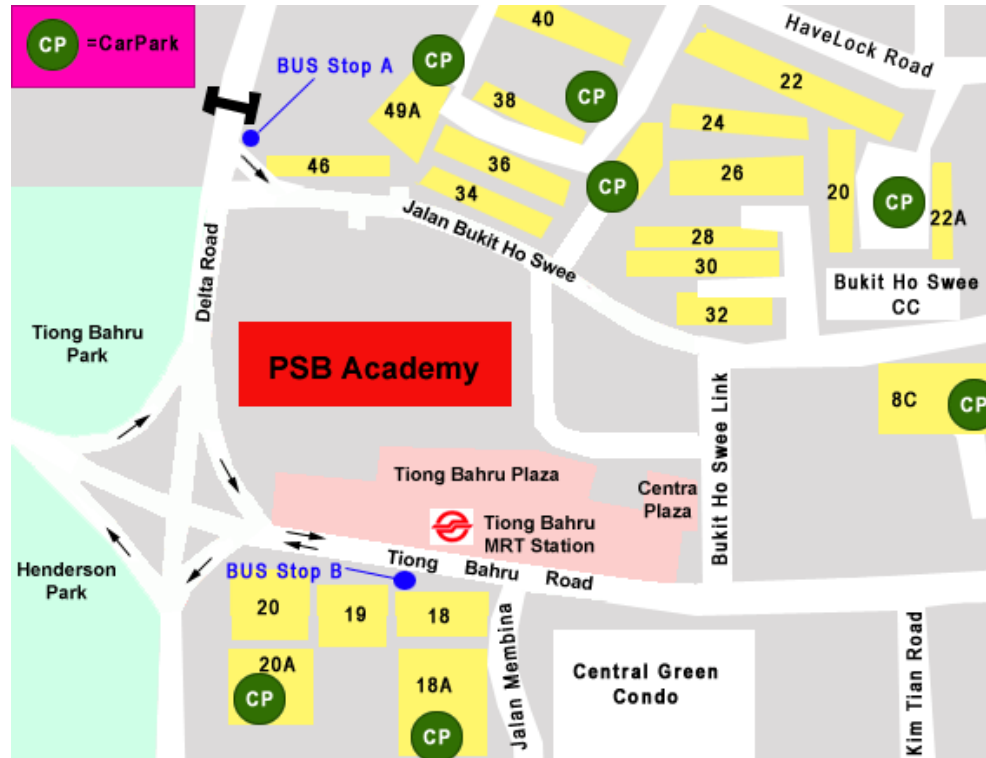 CP =CarPark
BUS Stop A
40
CP
HaveLock Road
22
CP
49A
38
24
46
36
34
CP
26
20
CP
22A
Jalan Bukit Ho Swee
28
30
32
Bukit Ho Swee
CC
Delta Road
Tiong Bahru
Park
PSB Academy
Bukit Ho Swee Link
8C
CP
Tiong Bahru Plaza
Centra
Plaza
Tiong Bahru
MRT Station
Tiong Bahru Road
Henderson
Park
BUS Stop B
20
19
18
20A
CP
18A
CP
Jalan Membina
Central Green
Condo
Kim Tian Road